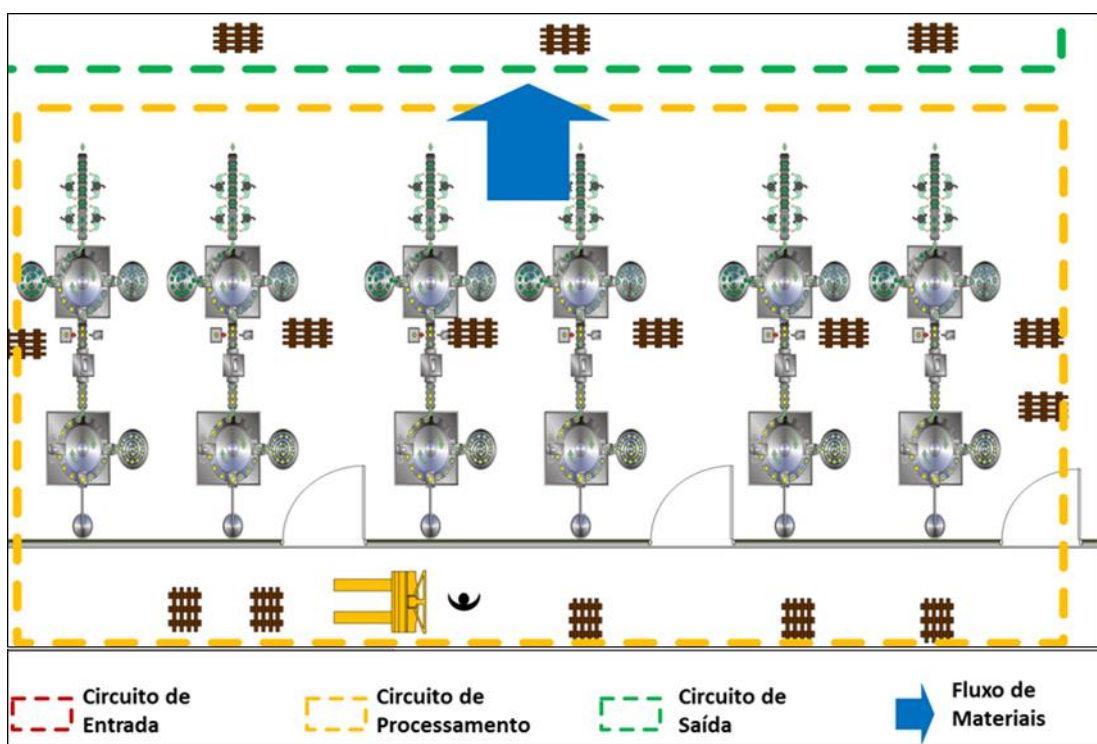 Circuito de
Entrada
Circuito de
Processamento
Circuito de
Saída
Fluxo de
Materiais